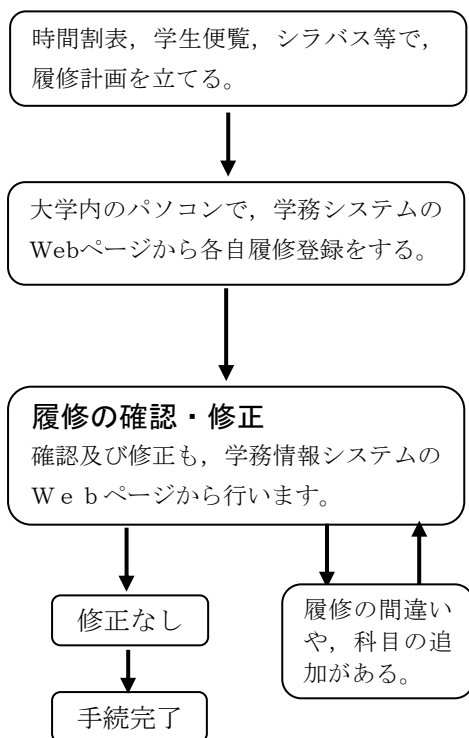 時間割表，学生便覧，シラバス等で，
履修計画を立てる。
大学内のパソコンで，学務システムの
Webページから各自履修登録をする。
履修の確認・修正
確認及び修正も，学務情報システムの
Ｗｅｂページから行います。
修正なし
手続完了
履修の間違い
や，科目の追
加がある。